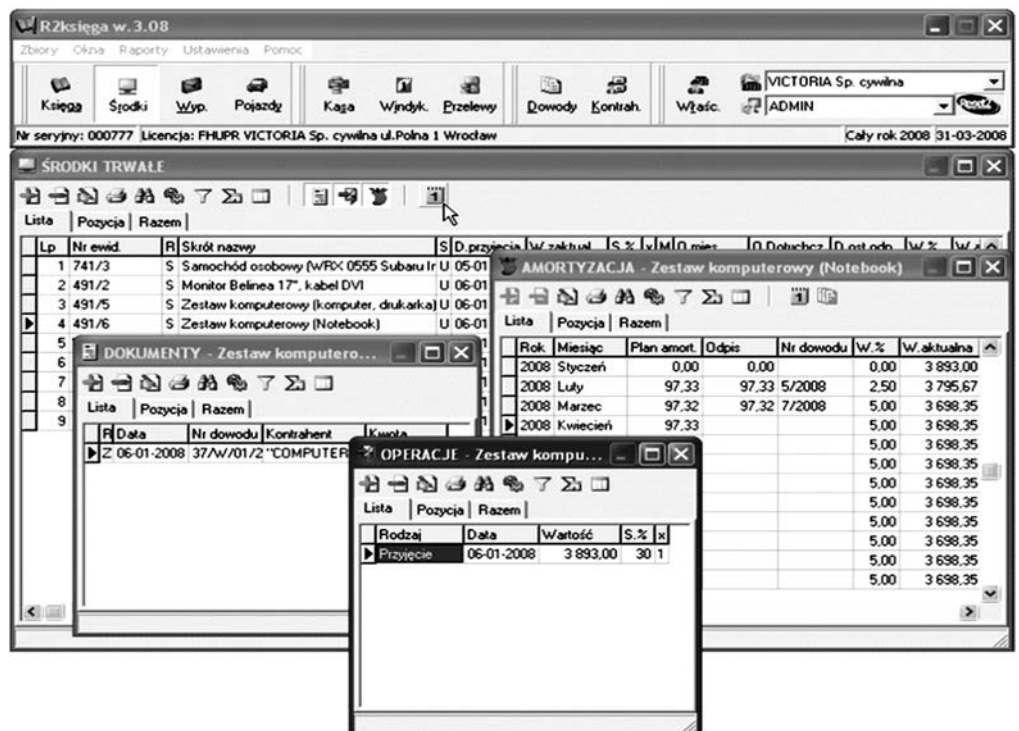 R2księga w.3.08
Zbiory Okna Raporty Ustawienia Pomoc
Księga Środki Wyp. Pojazdy Kasa Windyk. Przelewy Dowody Kontrah. Właśc.
VICTORIA Sp. cywilna
ADMIN
Reset2
Nr seryjny: 000777 Licencja: FHUPR VICTORIA Sp. cywilna ul.Polna 1 Wrocław Cały rok 2008 31-03-2008
ŚRODKI TRWAŁE
Lista Pozycja Razem
Lp Nr ewid. R Skrót nazwy S D.przyjęcia W.zaktual. S.% x M O.mies. O.Dotychcz D.ost.odp. W.%
1 741/3 S Samochód osobowy (WRX 0555 Subaru U 05-01
2 491/2 S Monitor Belinea 17", kabel DVI U 06-01
3 491/5 S Zestaw komputerowy (komputer, drukarka) U 06-01
4 491/6 S Zestaw komputerowy (Notebook) U 06-01
5
6
7
8
9
AMORTYZACJA - Zestaw komputerowy (Notebook)
Lista Pozycja Razem
Rok Miesiąc Plan amort. Odpis Nr dowodu W.% W.aktualna
2008 Styczeń 0,00 0,00 0,00 3 893,00
2008 Luty 97,33 97,33 5/2008 2,50 3 795,67
2008 Marzec 97,32 97,32 7/2008 5,00 3 698,35
2008 Kwiecień 97,33 5,00 3 698,35
5,00 3 698,35
5,00 3 698,35
5,00 3 698,35
5,00 3 698,35
5,00 3 698,35
5,00 3 698,35
5,00 3 698,35
5,00 3 698,35
DOKUMENTY - Zestaw komputero...
Lista Pozycja Razem
R Data Nr dowodu Kontrahent Kwota
Z 06-01-2008 37/W/01/2 "COMPUTER
OPERACJE - Zestaw kompu...
Lista Pozycja Razem
Rodzaj Data Wartość S.% x
Przyjęcie 06-01-2008 3 893,00 30 1